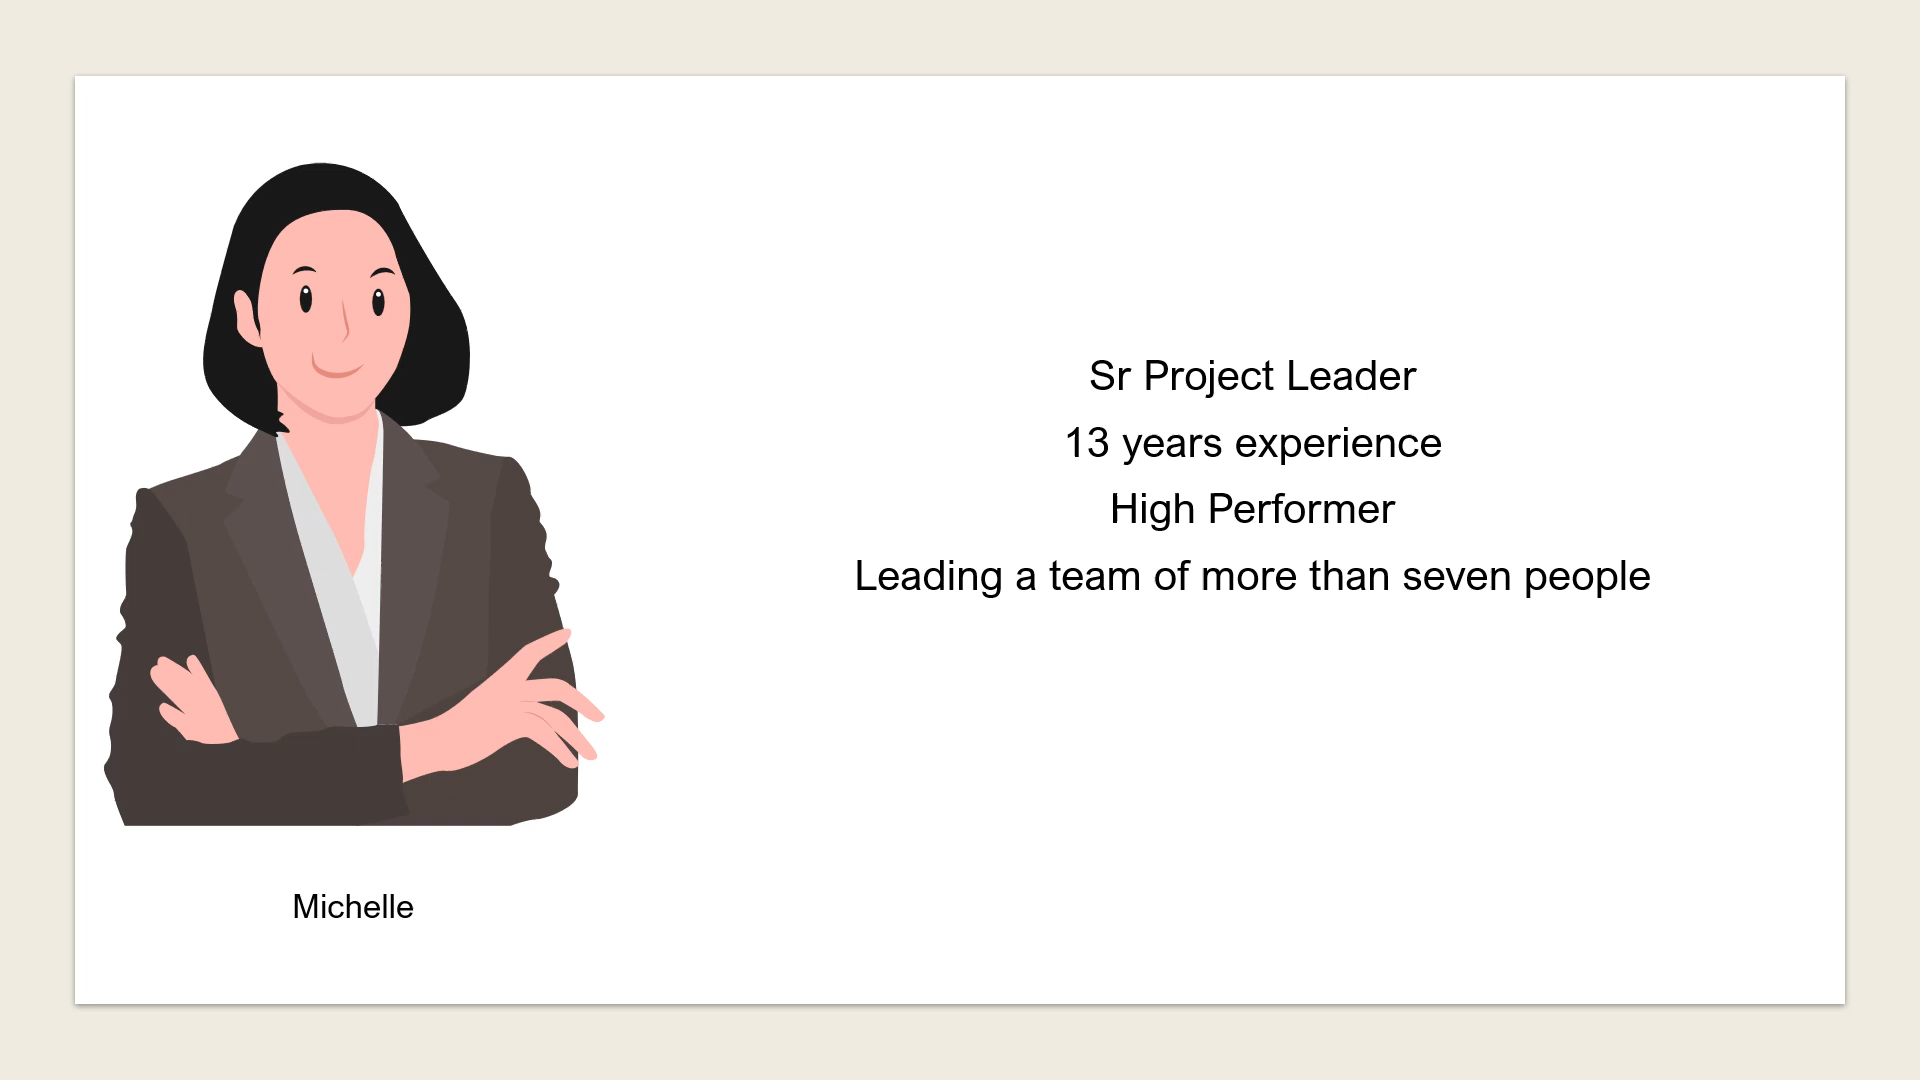 Sr Project Leader
13 years experience
High Performer
Leading a team of more than seven people
Michelle